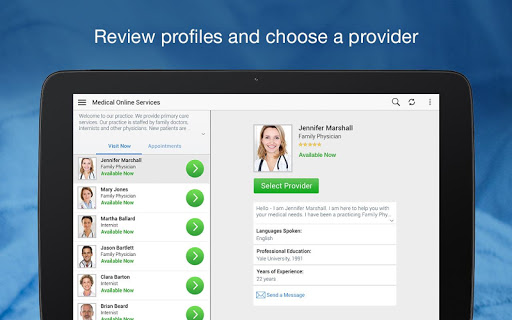 Review profiles and choose a provider
Medical Online Services
Welcome to our practice. We provide primary care
services. Our practice is staffed by family doctors.
Internists and other physicians. New patients are
Visit Now
Appointments
Jennifer Marshall
Family Physician
Available Now
Mary Jones
Family Physician
Available Now
Martha Ballard
Internist
Available Now
Jason Bartlett
Family Physician
Available Now
Clara Barton
Internist
Available Now
Brian Beard
Internist
Jennifer Marshall
Family Physician
Available Now
Select Provider
Hello - I am Jennifer Marshall. I am here to help you with
your medical needs. I have been a practicing Family Phy...
Languages Spoken:
English
Professional Education:
Yale University, 1991
Years of Experience:
22 years
Send a Message